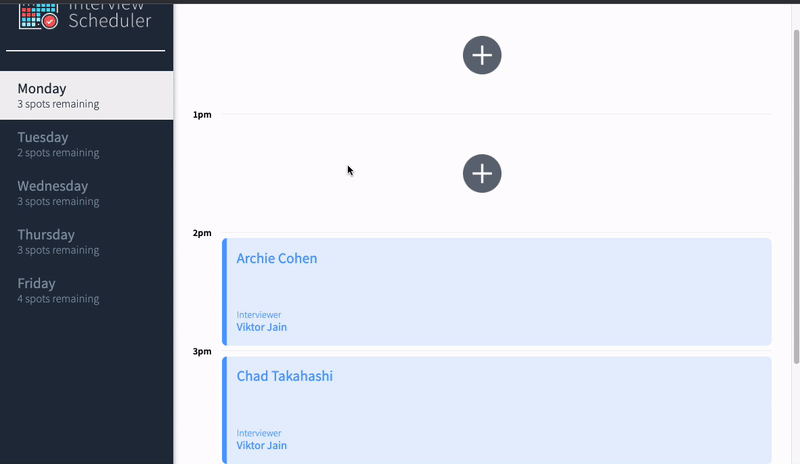 Interview
Scheduler
Monday
3 spots remaining
Tuesday
2 spots remaining
Wednesday
3 spots remaining
Thursday
3 spots remaining
Friday
4 spots remaining
1pm
2pm
Archie Cohen
Interviewer
Viktor Jain
3pm
Chad Takahashi
Interviewer
Viktor Jain